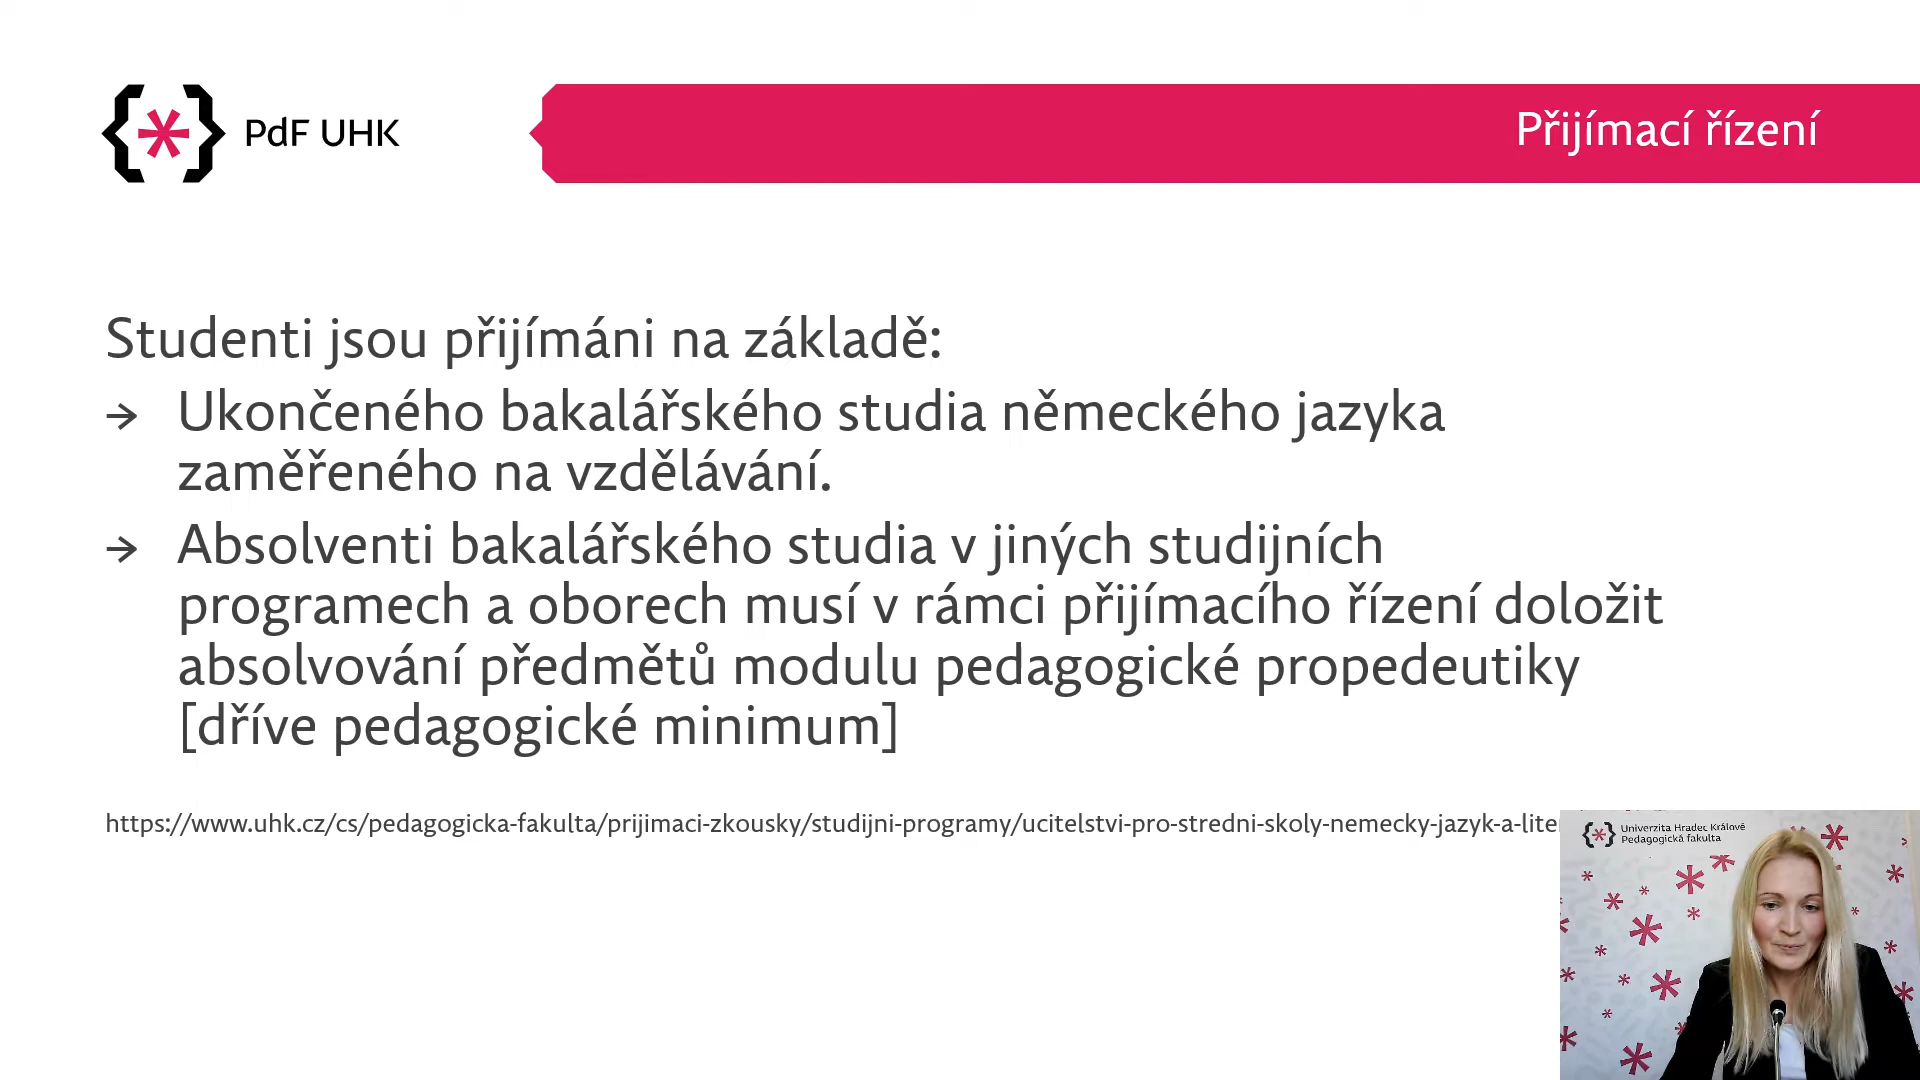 PdF UHK
Přijímací řízení
Studenti jsou přijímáni na základě:
→ Ukončeného bakalářského studia německého jazyka
zaměřeného na vzdělávání.
→ Absolventi bakalářského studia v jiných studijních
programech a oborech musí v rámci přijímacího řízení doložit
absolvování předmětů modulu pedagogické propedeutiky
[dříve pedagogické minimum]
https://www.uhk.cz/cs/pedagogicka-fakulta/prijimaci-zkousky/studijni-programy/ucitelstvi-pro-stredni-skoly-nemecky-jazyk-a-liter
Univerzita Hradec Králové
Pedagogická fakulta